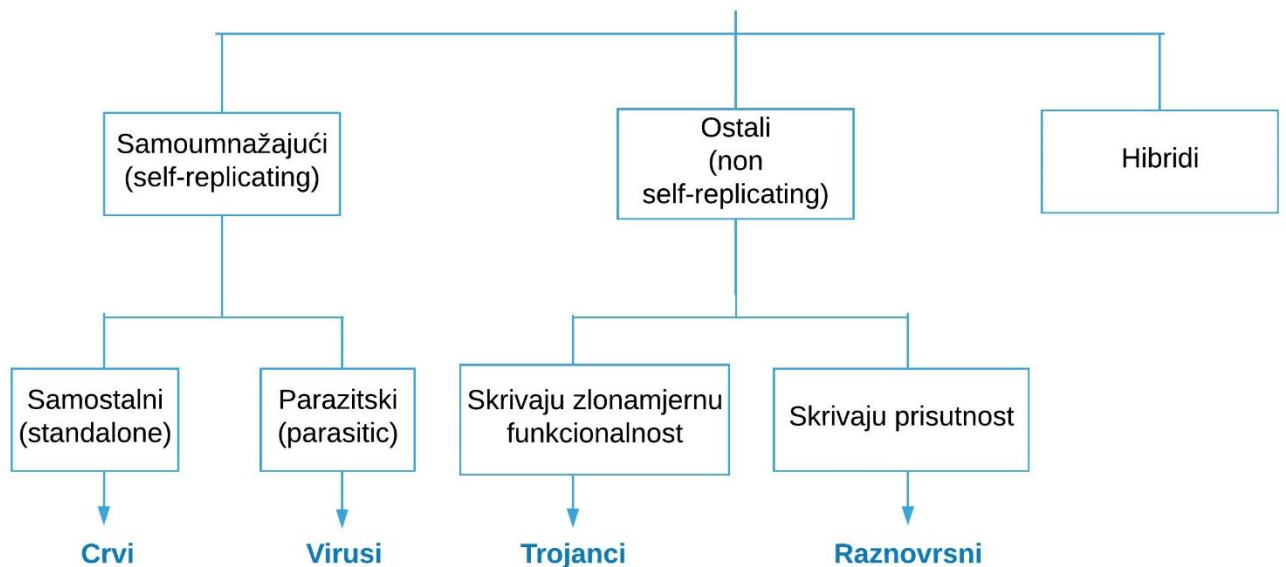 Samoumnažajući
(self-replicating)
Ostali
(non
self-replicating)
Hibridi
Samostalni
(standalone)
Parazitski
(parasitic)
Skrivaju zlonamjernu
funkcionalnost
Skrivaju prisutnost
Crvi
Virusi
Trojanci
Raznovrsni